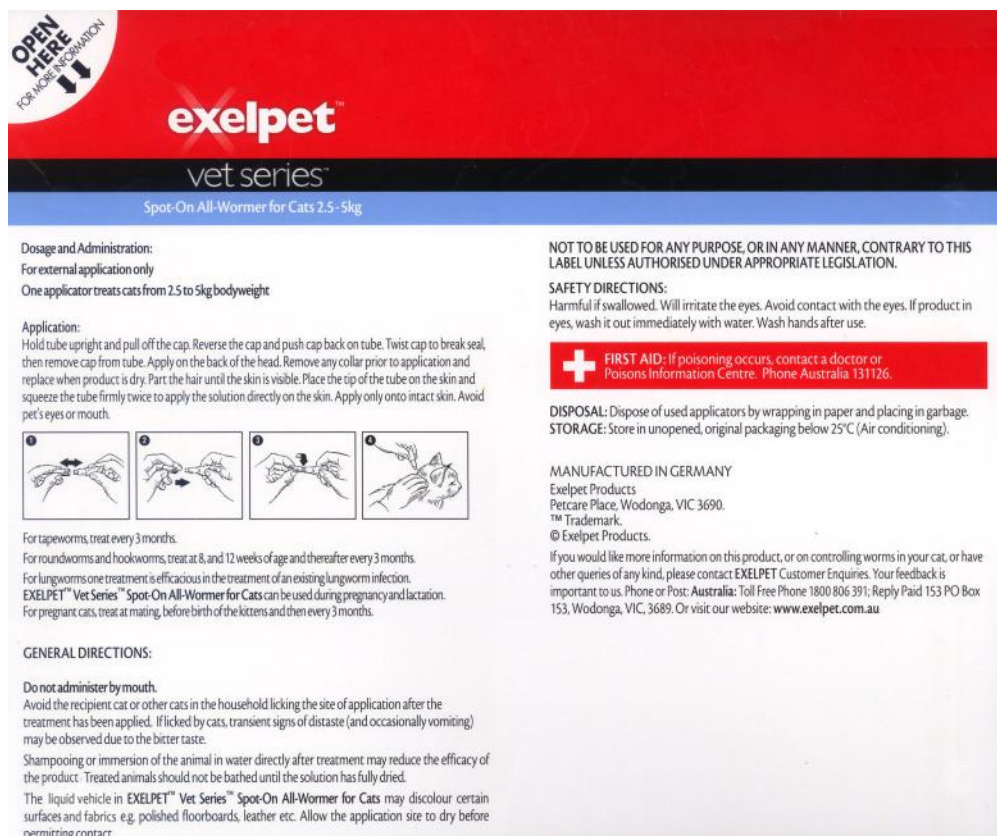 OPEN
HERE
FOR MORE INFORMATION
exelpet™
vet series™
Spot-On All-Wormer for Cats 2.5-5kg
Dosage and Administration:
For external application only
One applicator treats cats from 2.5 to 5kg bodyweight
Application:
Hold tube upright and pull off the cap. Reverse the cap and push cap back on tube. Twist cap to break seal,
then remove cap from tube. Apply on the back of the head. Remove any collar prior to application and
replace when product is dry. Part the hair until the skin is visible. Place the tip of the tube on the skin and
squeeze the tube firmly twice to apply the solution directly on the skin. Apply only onto intact skin. Avoid
pet's eyes or mouth.
1 2 3 4
For tapeworms, treat every 3 months.
For roundworms and hookworms, treat at 8, and 12 weeks of age and thereafter every 3 months.
For lungworms one treatment is efficacious in the treatment of an existing lungworm infection.
EXELPET™ Vet Series™ Spot-On All-Wormer for Cats can be used during pregnancy and lactation.
For pregnant cats, treat at mating, before birth of the kittens and then every 3 months.
GENERAL DIRECTIONS:
Do not administer by mouth.
Avoid the recipient cat or other cats in the household licking the site of application after the
treatment has been applied. If licked by cats, transient signs of distaste (and occasionally vomiting)
may be observed due to the bitter taste.
Shampooing or immersion of the animal in water directly after treatment may reduce the efficacy of
the product. Treated animals should not be bathed until the solution has fully dried.
The liquid vehicle in EXELPET™ Vet Series™ Spot-On All-Wormer for Cats may discolour certain
surfaces and fabrics e.g. polished floorboards, leather etc. Allow the application site to dry before
permitting contact.
NOT TO BE USED FOR ANY PURPOSE, OR IN ANY MANNER, CONTRARY TO THIS
LABEL UNLESS AUTHORISED UNDER APPROPRIATE LEGISLATION.
SAFETY DIRECTIONS:
Harmful if swallowed. Will irritate the eyes. Avoid contact with the eyes. If product in
eyes, wash it out immediately with water. Wash hands after use.
FIRST AID: If poisoning occurs, contact a doctor or
Poisons Information Centre. Phone Australia 131126.
DISPOSAL: Dispose of used applicators by wrapping in paper and placing in garbage.
STORAGE: Store in unopened, original packaging below 25°C (Air conditioning).
MANUFACTURED IN GERMANY
Exelpet Products
Petcare Place, Wodonga, VIC 3690.
™ Trademark.
© Exelpet Products.
If you would like more information on this product, or on controlling worms in your cat, or have
other queries of any kind, please contact EXELPET Customer Enquiries. Your feedback is
important to us. Phone or Post: Australia: Toll Free Phone 1800 806 391; Reply Paid 153 PO Box
153, Wodonga, VIC, 3689. Or visit our website: www.exelpet.com.au